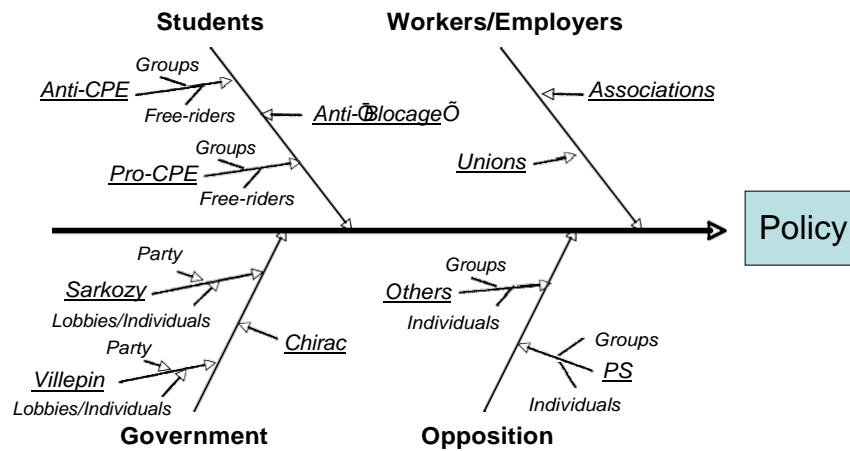 Students
Workers/Employers
Groups
Anti-CPE
Free-riders
Anti-ÔBlocageÕ
Groups
Pro-CPE
Free-riders
Associations
Unions
Policy
Party
Sarkozy
Lobbies/Individuals
Chirac
Party
Villepin
Lobbies/Individuals
Groups
Others
Individuals
Groups
PS
Individuals
Government
Opposition